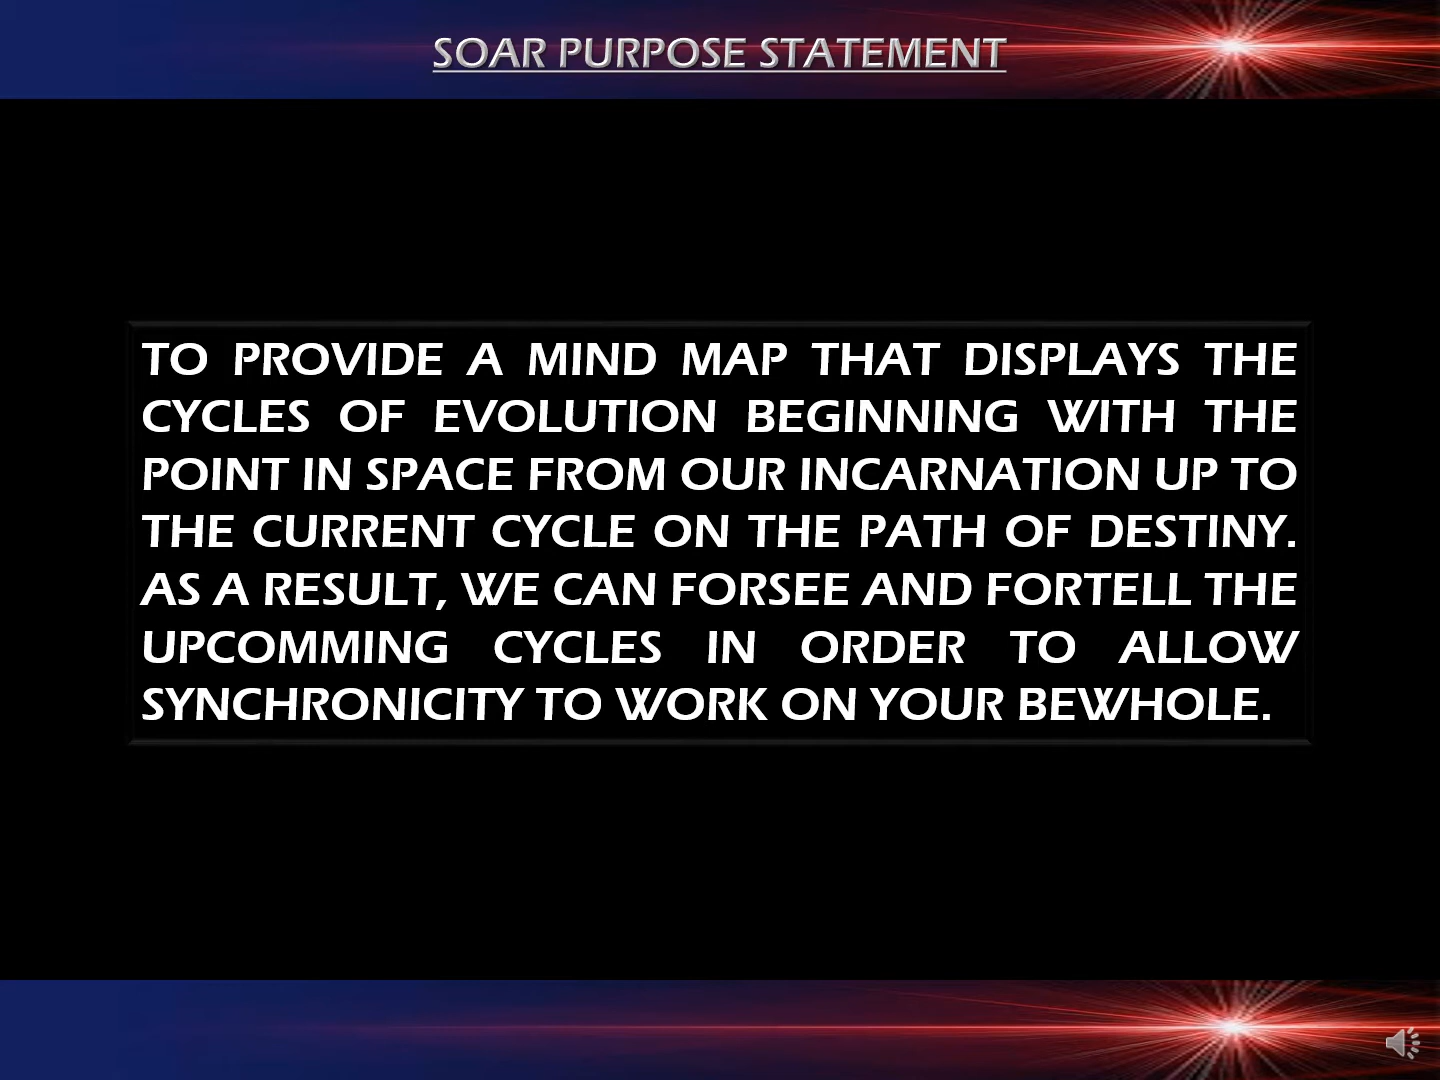 SOAR PURPOSE STATEMENT
TO PROVIDE A MIND MAP THAT DISPLAYS THE
CYCLES OF EVOLUTION BEGINNING WITH THE
POINT IN SPACE FROM OUR INCARNATION UP TO
THE CURRENT CYCLE ON THE PATH OF DESTINY.
AS A RESULT, WE CAN FORSEE AND FORTELL THE
UPCOMMING CYCLES IN ORDER TO ALLOW
SYNCHRONICITY TO WORK ON YOUR BEWHOLE.